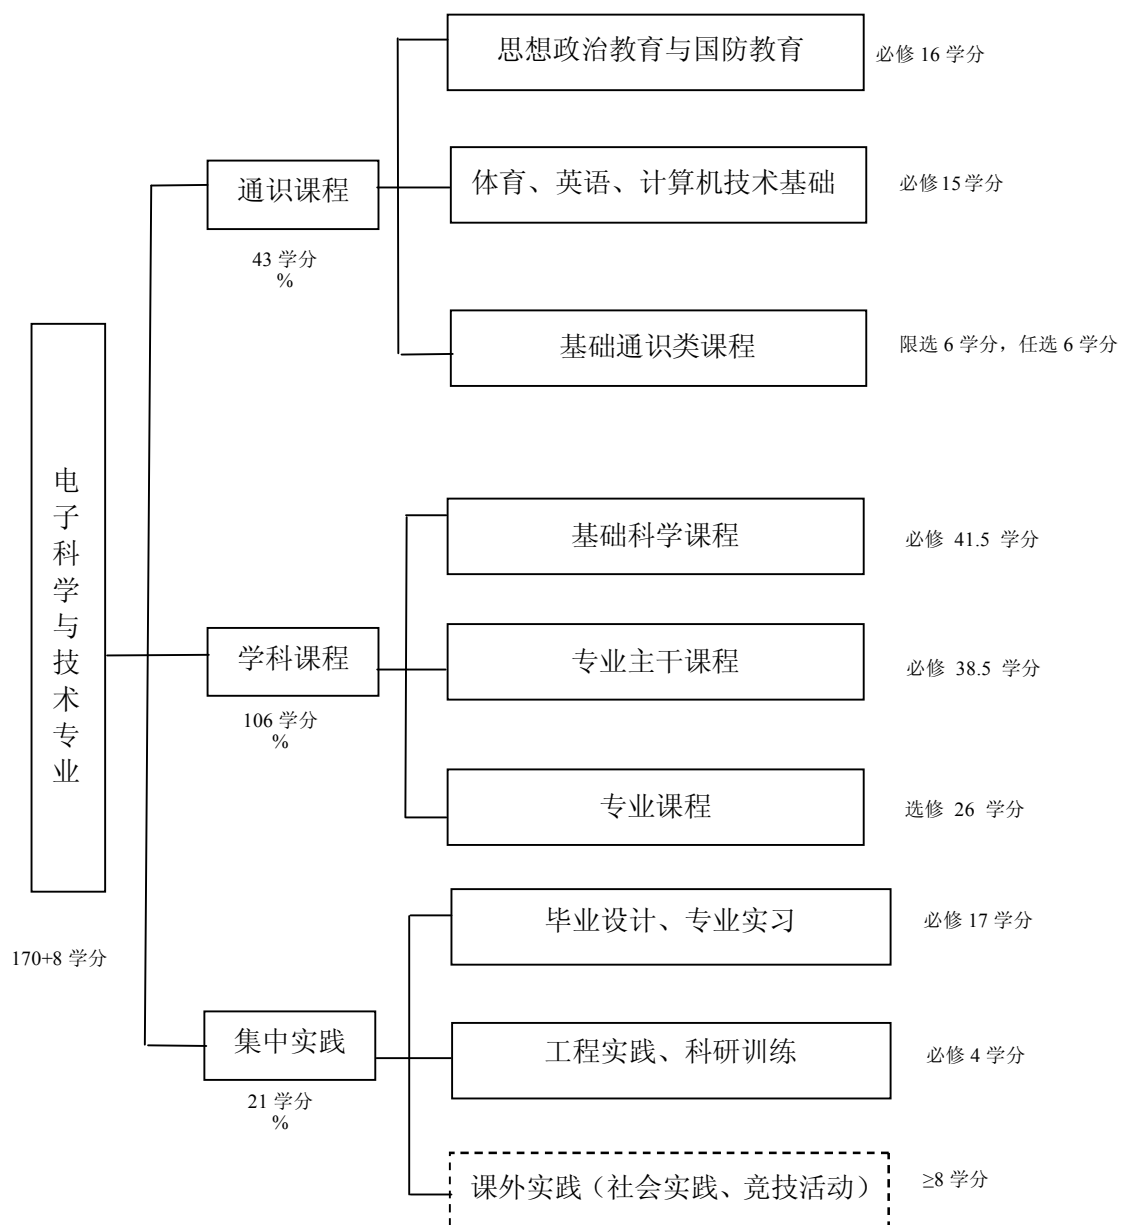 思想政治教育与国防教育
必修 16 学分
通识课程
43 学分
%
体育、英语、计算机技术基础
必修15学分
基础通识类课程
限选 6 学分，任选 6 学分
电子科学与技术专业
170+8 学分
基础科学课程
必修 41.5 学分
学科课程
106 学分
%
专业主干课程
必修 38.5 学分
专业课程
选修 26 学分
毕业设计、专业实习
必修 17 学分
集中实践
21 学分
%
工程实践、科研训练
必修 4 学分
课外实践（社会实践、竞技活动）
≥8 学分